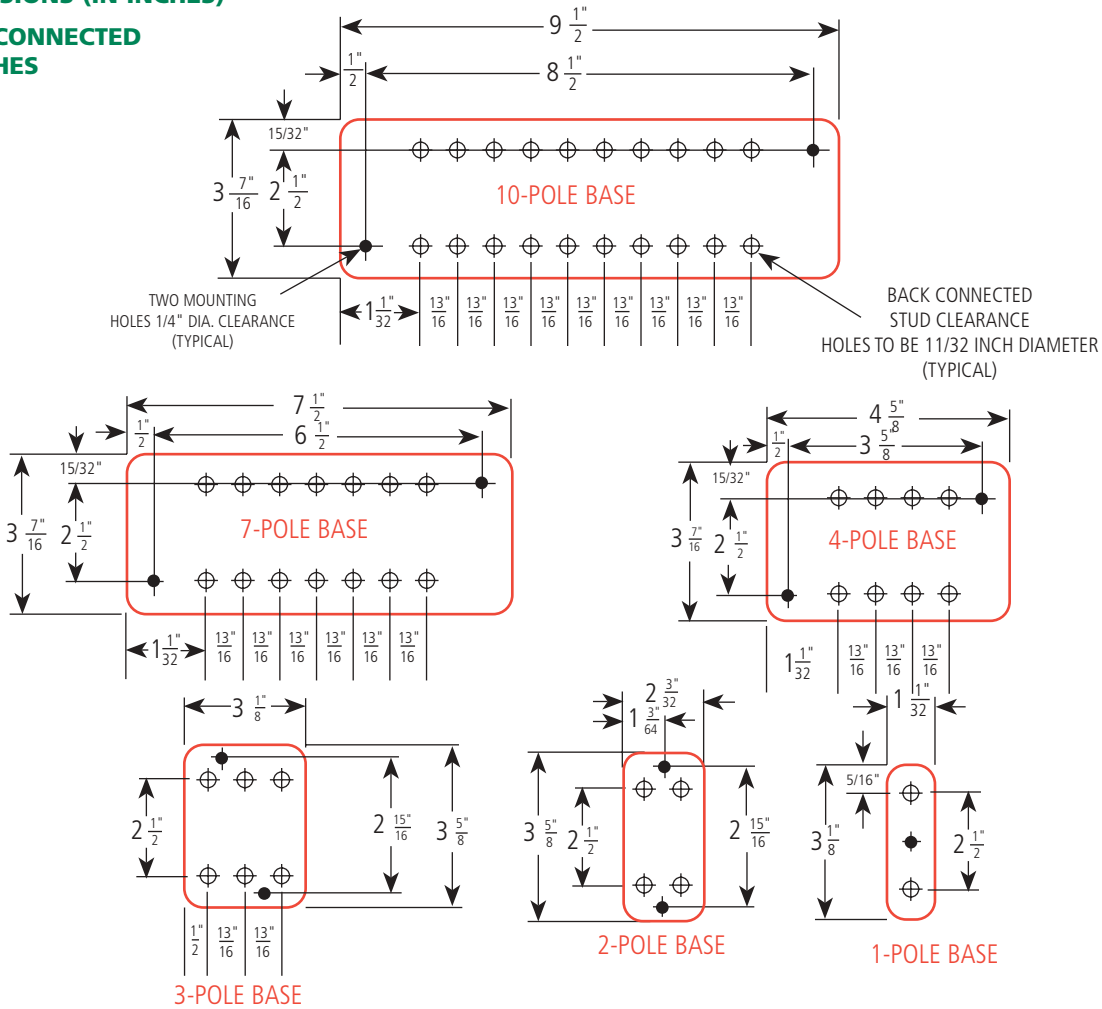 SIONS (IN INCHES)
CONNECTED
HES
9 1/2"
1/2"
8 1/2"
15/32"
3 7/16"
2 1/2"
10-POLE BASE
TWO MOUNTING
HOLES 1/4" DIA. CLEARANCE
(TYPICAL)
1 1/32"
13/16" 13/16" 13/16" 13/16" 13/16" 13/16" 13/16" 13/16" 13/16"
BACK CONNECTED
STUD CLEARANCE
HOLES TO BE 11/32 INCH DIAMETER
(TYPICAL)
7 1/2"
1/2"
6 1/2"
15/32"
3 7/16"
2 1/2"
7-POLE BASE
1 1/32"
13/16" 13/16" 13/16" 13/16" 13/16" 13/16"
4 5/8"
1/2"
3 5/8"
15/32"
3 7/16"
2 1/2"
4-POLE BASE
1 1/32"
13/16" 13/16" 13/16"
3 1/8"
2 1/2"
2 15/16"
3 5/8"
1/2"
13/16" 13/16"
3-POLE BASE
2 3/32"
1 3/64"
3 5/8"
2 1/2"
2 15/16"
2-POLE BASE
1 1/32"
5/16"
3 1/8"
2 1/2"
1-POLE BASE